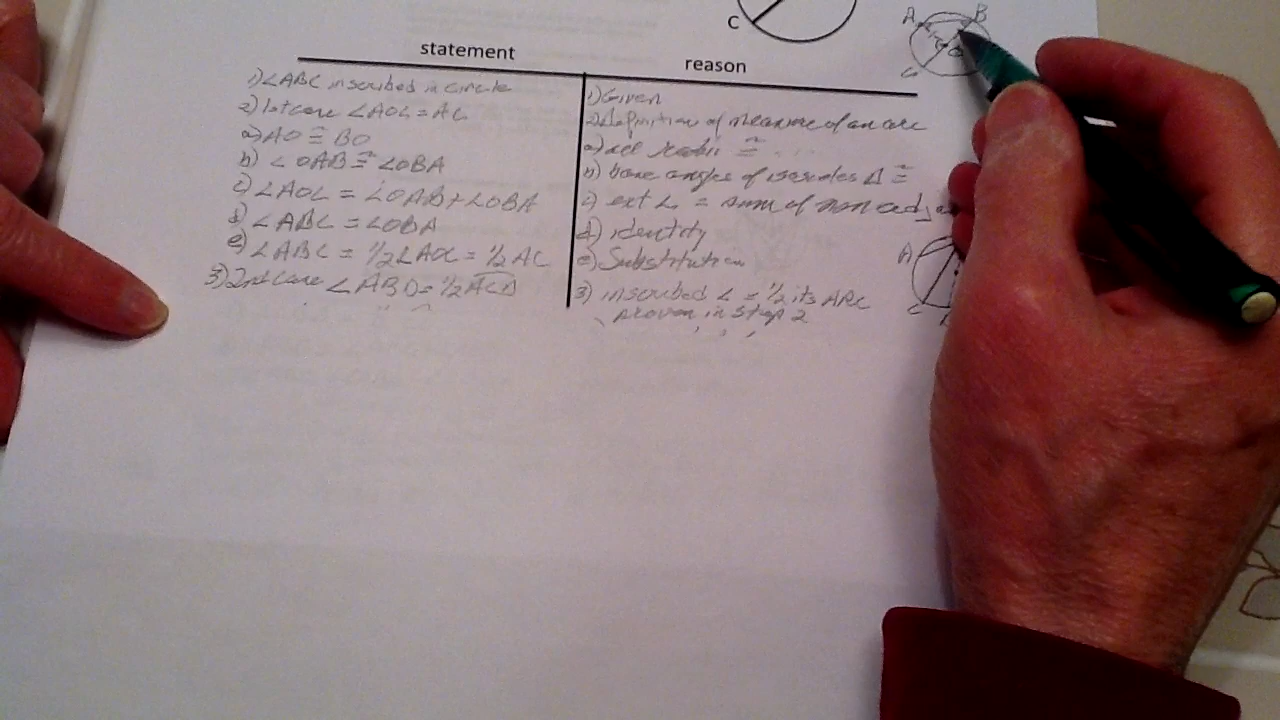 C
A B
O
C
statement reason
1) ∠ABC inscribed in circle
1) Given
2) 1st case ∠AOC = AC
2) definition of measure of an arc
a) AO ≅ BO
a) all radii ≅
b) ∠OAB ≅ ∠OBA
b) base angles of isosceles Δ ≅
c) ∠AOC = ∠OAB + ∠OBA
c) ext ∠ = sum of non adj
d) ∠ABC = ∠OBA
d) identity
e) ∠ABC = 1/2 ∠AOC = 1/2 AC
e) Substitution
3) 2nd case ∠ABD = 1/2 ACD
3) inscribed ∠ = 1/2 its ARC
proven in Step 2
A
C